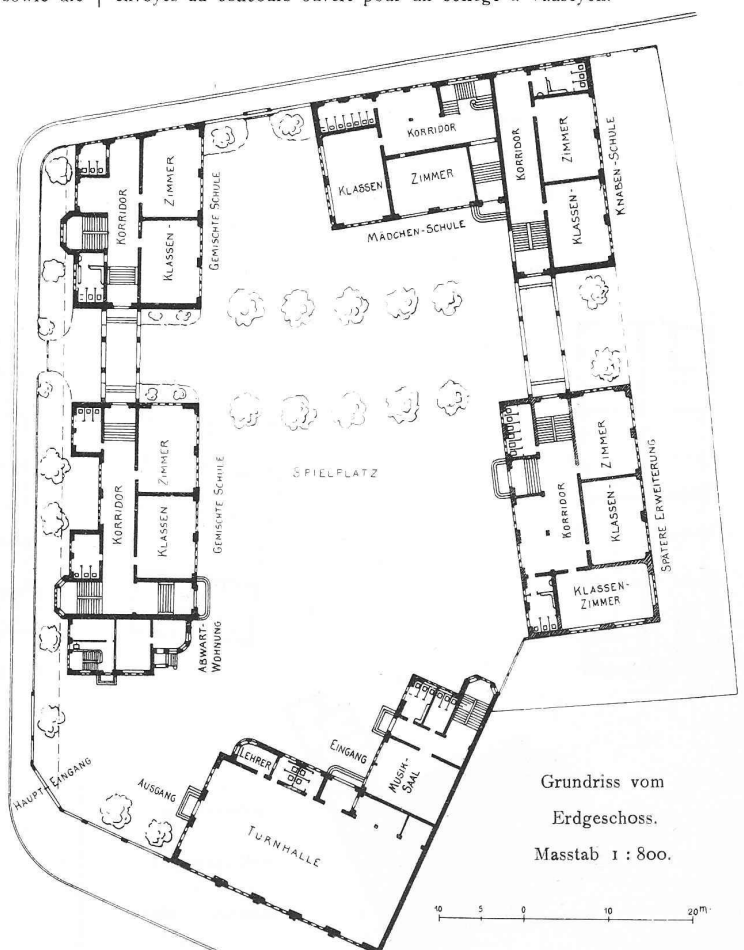 sowie die | envoyés au concours ouvert pour un collège à Vauseyon.
KORRIDOR
KORRIDOR
ZIMMER
KNABEN-SCHULE
KLASSEN-
KLASSEN
ZIMMER
MÄDCHEN-SCHULE
KORRIDOR
ZIMMER
KLASSEN-
GEMISCHTE SCHULE
SPIELPLATZ
KORRIDOR
ZIMMER
KLASSEN
GEMISCHTE SCHULE
ABWART-
WOHNUNG
ZIMMER
KLASSEN-
KORRIDOR
KLASSEN-
ZIMMER
SPÄTERE ERWEITERUNG
HAUPT-EINGANG
AUSGANG
LEHRER
EINGANG
MUSIK-
SAAL
TURNHALLE
Grundriss vom
Erdgeschoss.
Masstab 1 : 800.
10 5 0 10 20 m.